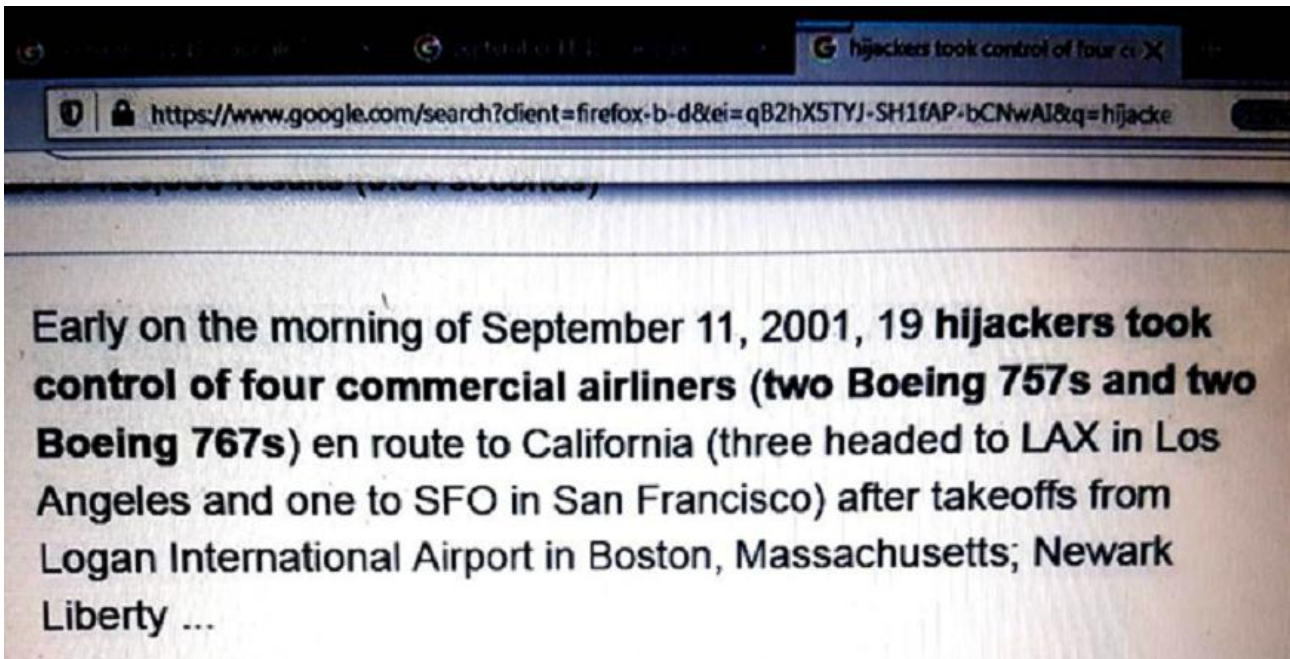 hijackers took control of four ci
https://www.google.com/search?client=firefox-b-d&ei=qB2hX5TYJ-SH1fAP-bCNwAI&q=hijacke
results
seconds)
Early on the morning of September 11, 2001, 19 hijackers took
control of four commercial airliners (two Boeing 757s and two
Boeing 767s) en route to California (three headed to LAX in Los
Angeles and one to SFO in San Francisco) after takeoffs from
Logan International Airport in Boston, Massachusetts; Newark
Liberty ...